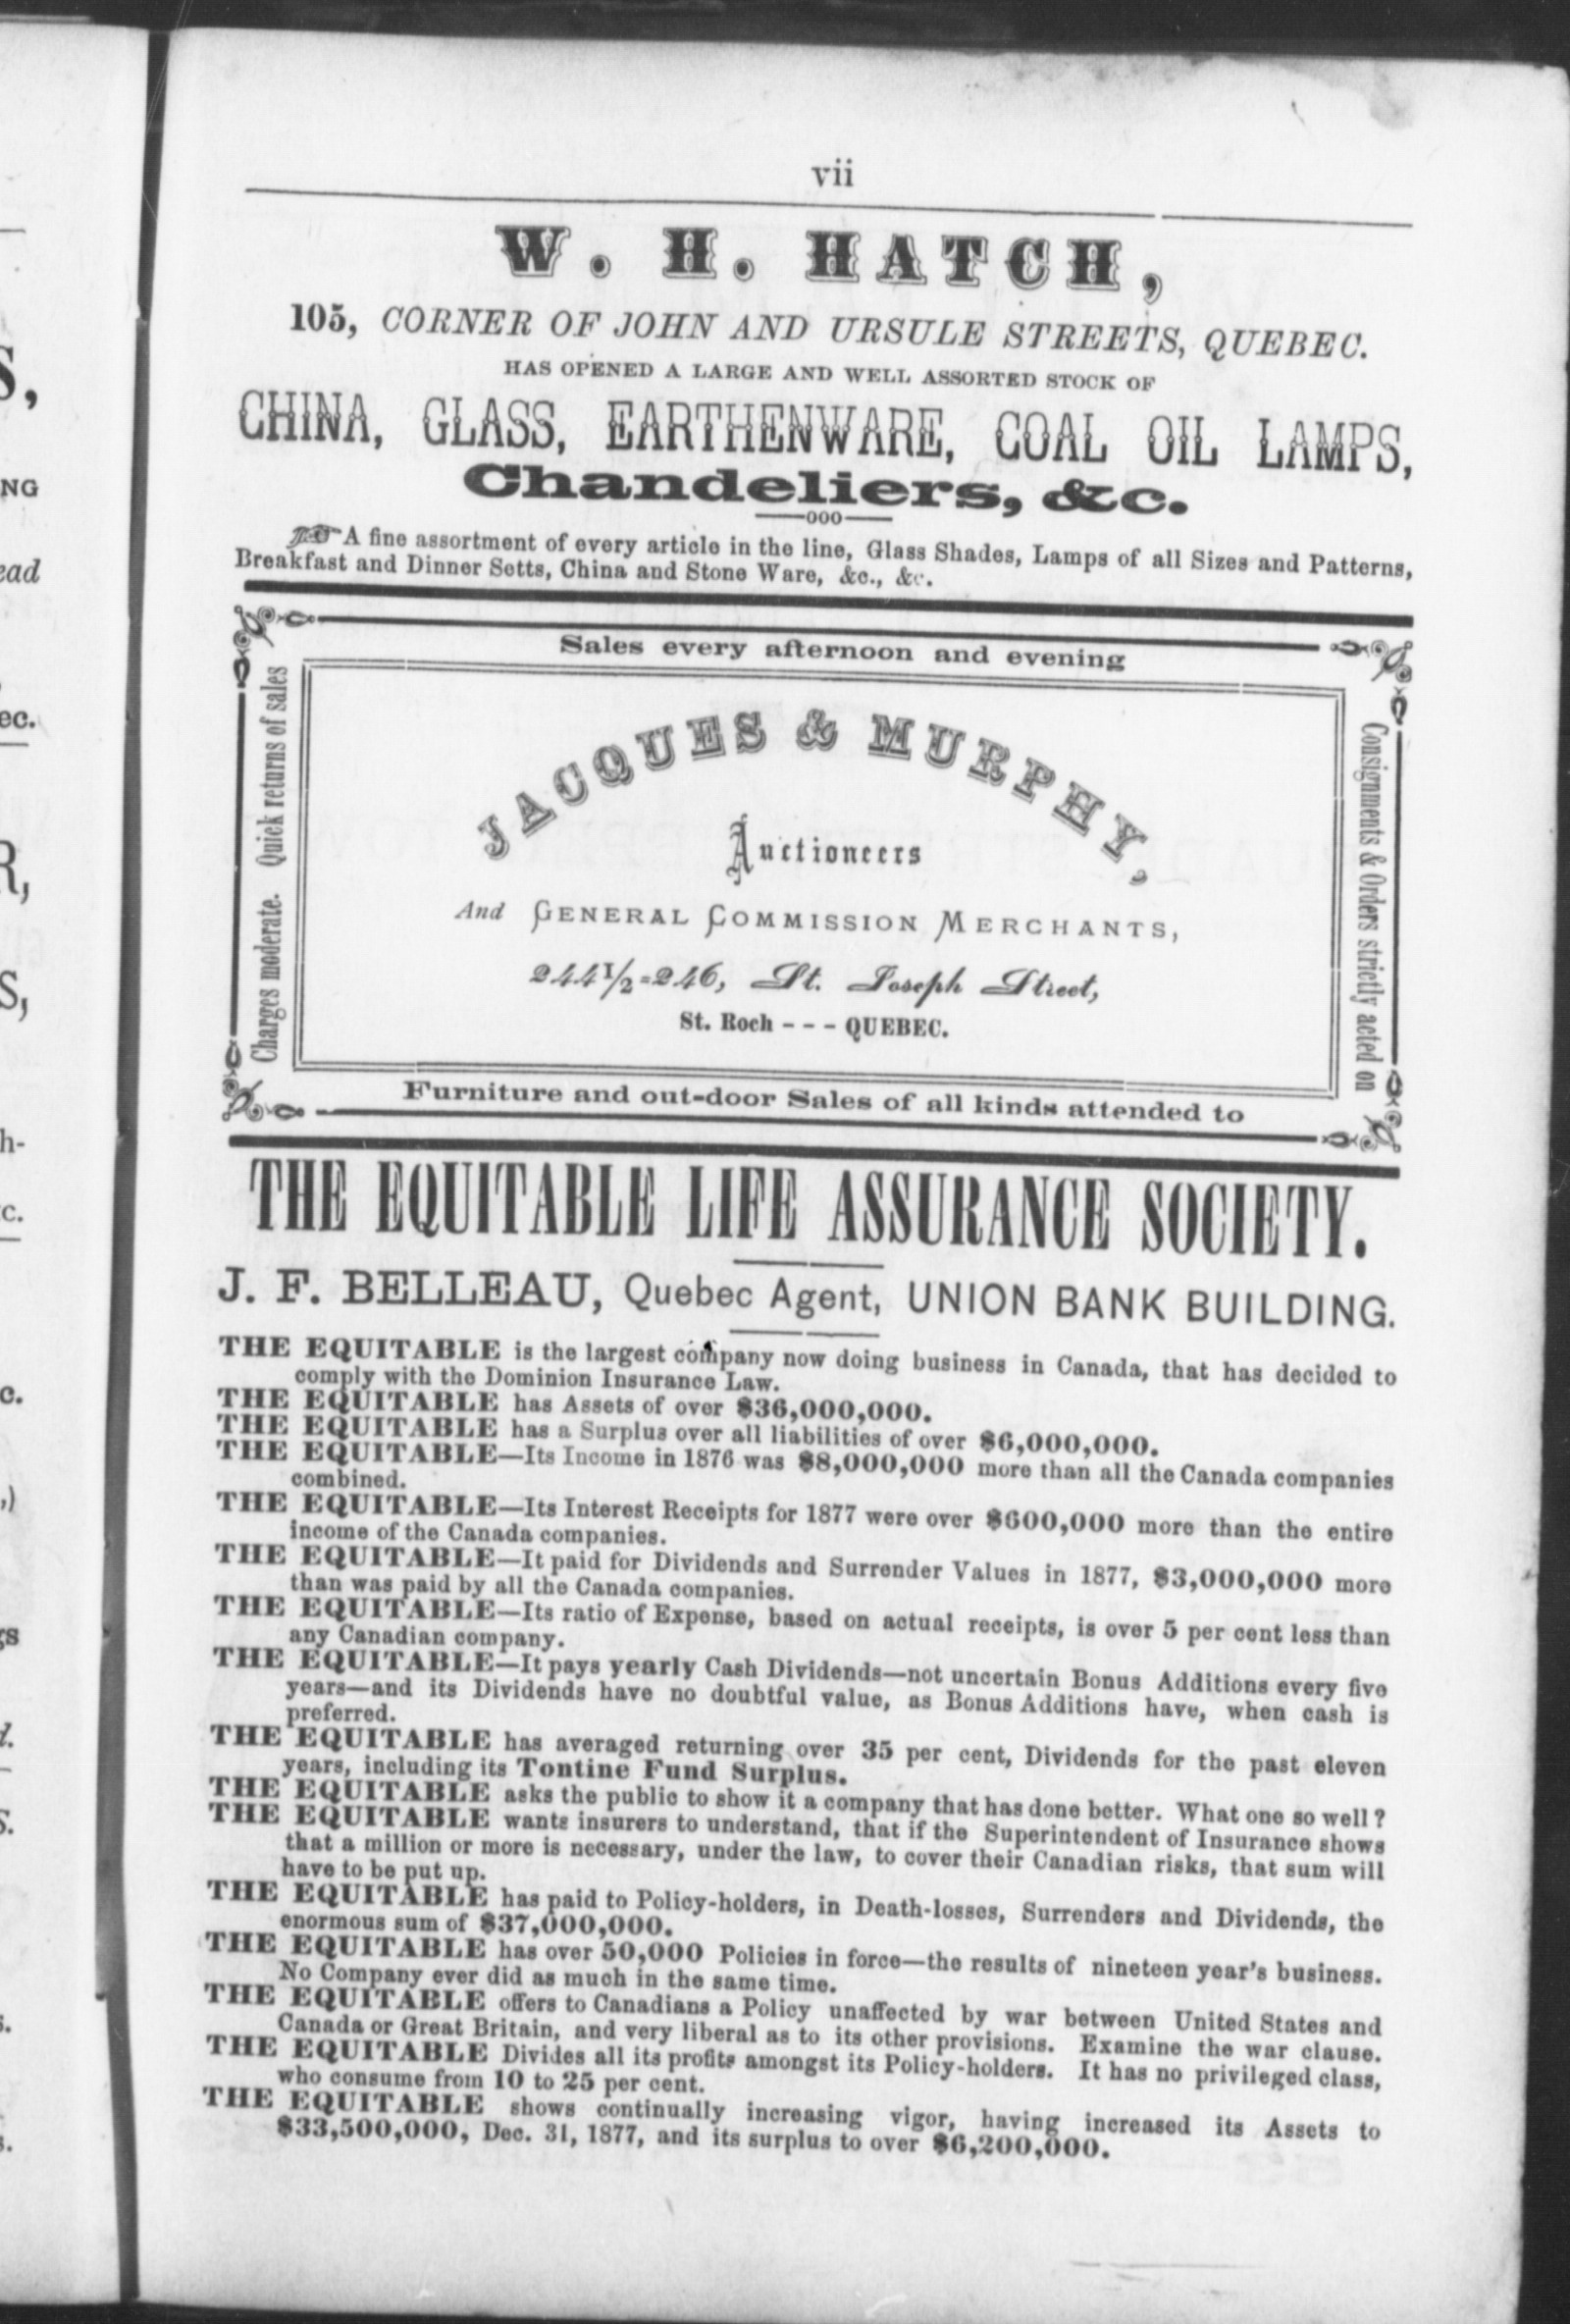 vii
W. H. HATCH,
105, CORNER OF JOHN AND URSULE STREETS, QUEBEC.
HAS OPENED A LARGE AND WELL ASSORTED STOCK OF
CHINA, GLASS, EARTHENWARE, COAL OIL LAMPS,
Chandeliers, &c.
—ooo—
A fine assortment of every article in the line, Glass Shades, Lamps of all Sizes and Patterns,
Breakfast and Dinner Setts, China and Stone Ware, &c., &c.
Sales every afternoon and evening
Charges moderate. Quick returns of sales
JACQUES & MURPHY,
Auctioneers
And GENERAL COMMISSION MERCHANTS,
244 1/2=246, St. Joseph Street,
St. Roch - - - QUEBEC.
Consignments & Orders strictly acted on
Furniture and out-door Sales of all kinds attended to
THE EQUITABLE LIFE ASSURANCE SOCIETY.
J. F. BELLEAU, Quebec Agent, UNION BANK BUILDING.
THE EQUITABLE is the largest company now doing business in Canada, that has decided to
comply with the Dominion Insurance Law.
THE EQUITABLE has Assets of over $36,000,000.
THE EQUITABLE has a Surplus over all liabilities of over $6,000,000.
THE EQUITABLE—Its Income in 1876 was $8,000,000 more than all the Canada companies
combined.
THE EQUITABLE—Its Interest Receipts for 1877 were over $600,000 more than the entire
income of the Canada companies.
THE EQUITABLE—It paid for Dividends and Surrender Values in 1877, $3,000,000 more
than was paid by all the Canada companies.
THE EQUITABLE—Its ratio of Expense, based on actual receipts, is over 5 per cent less than
any Canadian company.
THE EQUITABLE—It pays yearly Cash Dividends—not uncertain Bonus Additions every five
years—and its Dividends have no doubtful value, as Bonus Additions have, when cash is
preferred.
THE EQUITABLE has averaged returning over 35 per cent, Dividends for the past eleven
years, including its Tontine Fund Surplus.
THE EQUITABLE asks the public to show it a company that has done better. What one so well ?
THE EQUITABLE wants insurers to understand, that if the Superintendent of Insurance shows
that a million or more is necessary, under the law, to cover their Canadian risks, that sum will
have to be put up.
THE EQUITABLE has paid to Policy-holders, in Death-losses, Surrenders and Dividends, the
enormous sum of $37,000,000.
THE EQUITABLE has over 50,000 Policies in force—the results of nineteen year's business.
No Company ever did as much in the same time.
THE EQUITABLE offers to Canadians a Policy unaffected by war between United States and
Canada or Great Britain, and very liberal as to its other provisions. Examine the war clause.
THE EQUITABLE Divides all its profits amongst its Policy-holders. It has no privileged class,
who consume from 10 to 25 per cent.
THE EQUITABLE shows continually increasing vigor, having increased its Assets to
$33,500,000, Dec. 31, 1877, and its surplus to over $6,200,000.